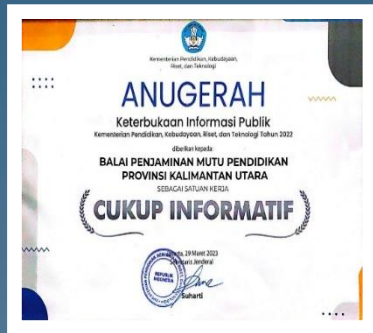 Kementerian Pendidikan, Kebudayaan,
Riset, dan Teknologi
ANUGERAH
Keterbukaan Informasi Publik
Kementerian Pendidikan, Kebudayaan, Riset, dan Teknologi Tahun 2022
diberikan kepada:
BALAI PENJAMINAN MUTU PENDIDIKAN
PROVINSI KALIMANTAN UTARA
SEBAGAI SATUAN KERJA
CUKUP INFORMATIF
Jakarta, 29 Maret 2023
Sekretaris Jenderal
REPUBLIK
INDONESIA
Suharti